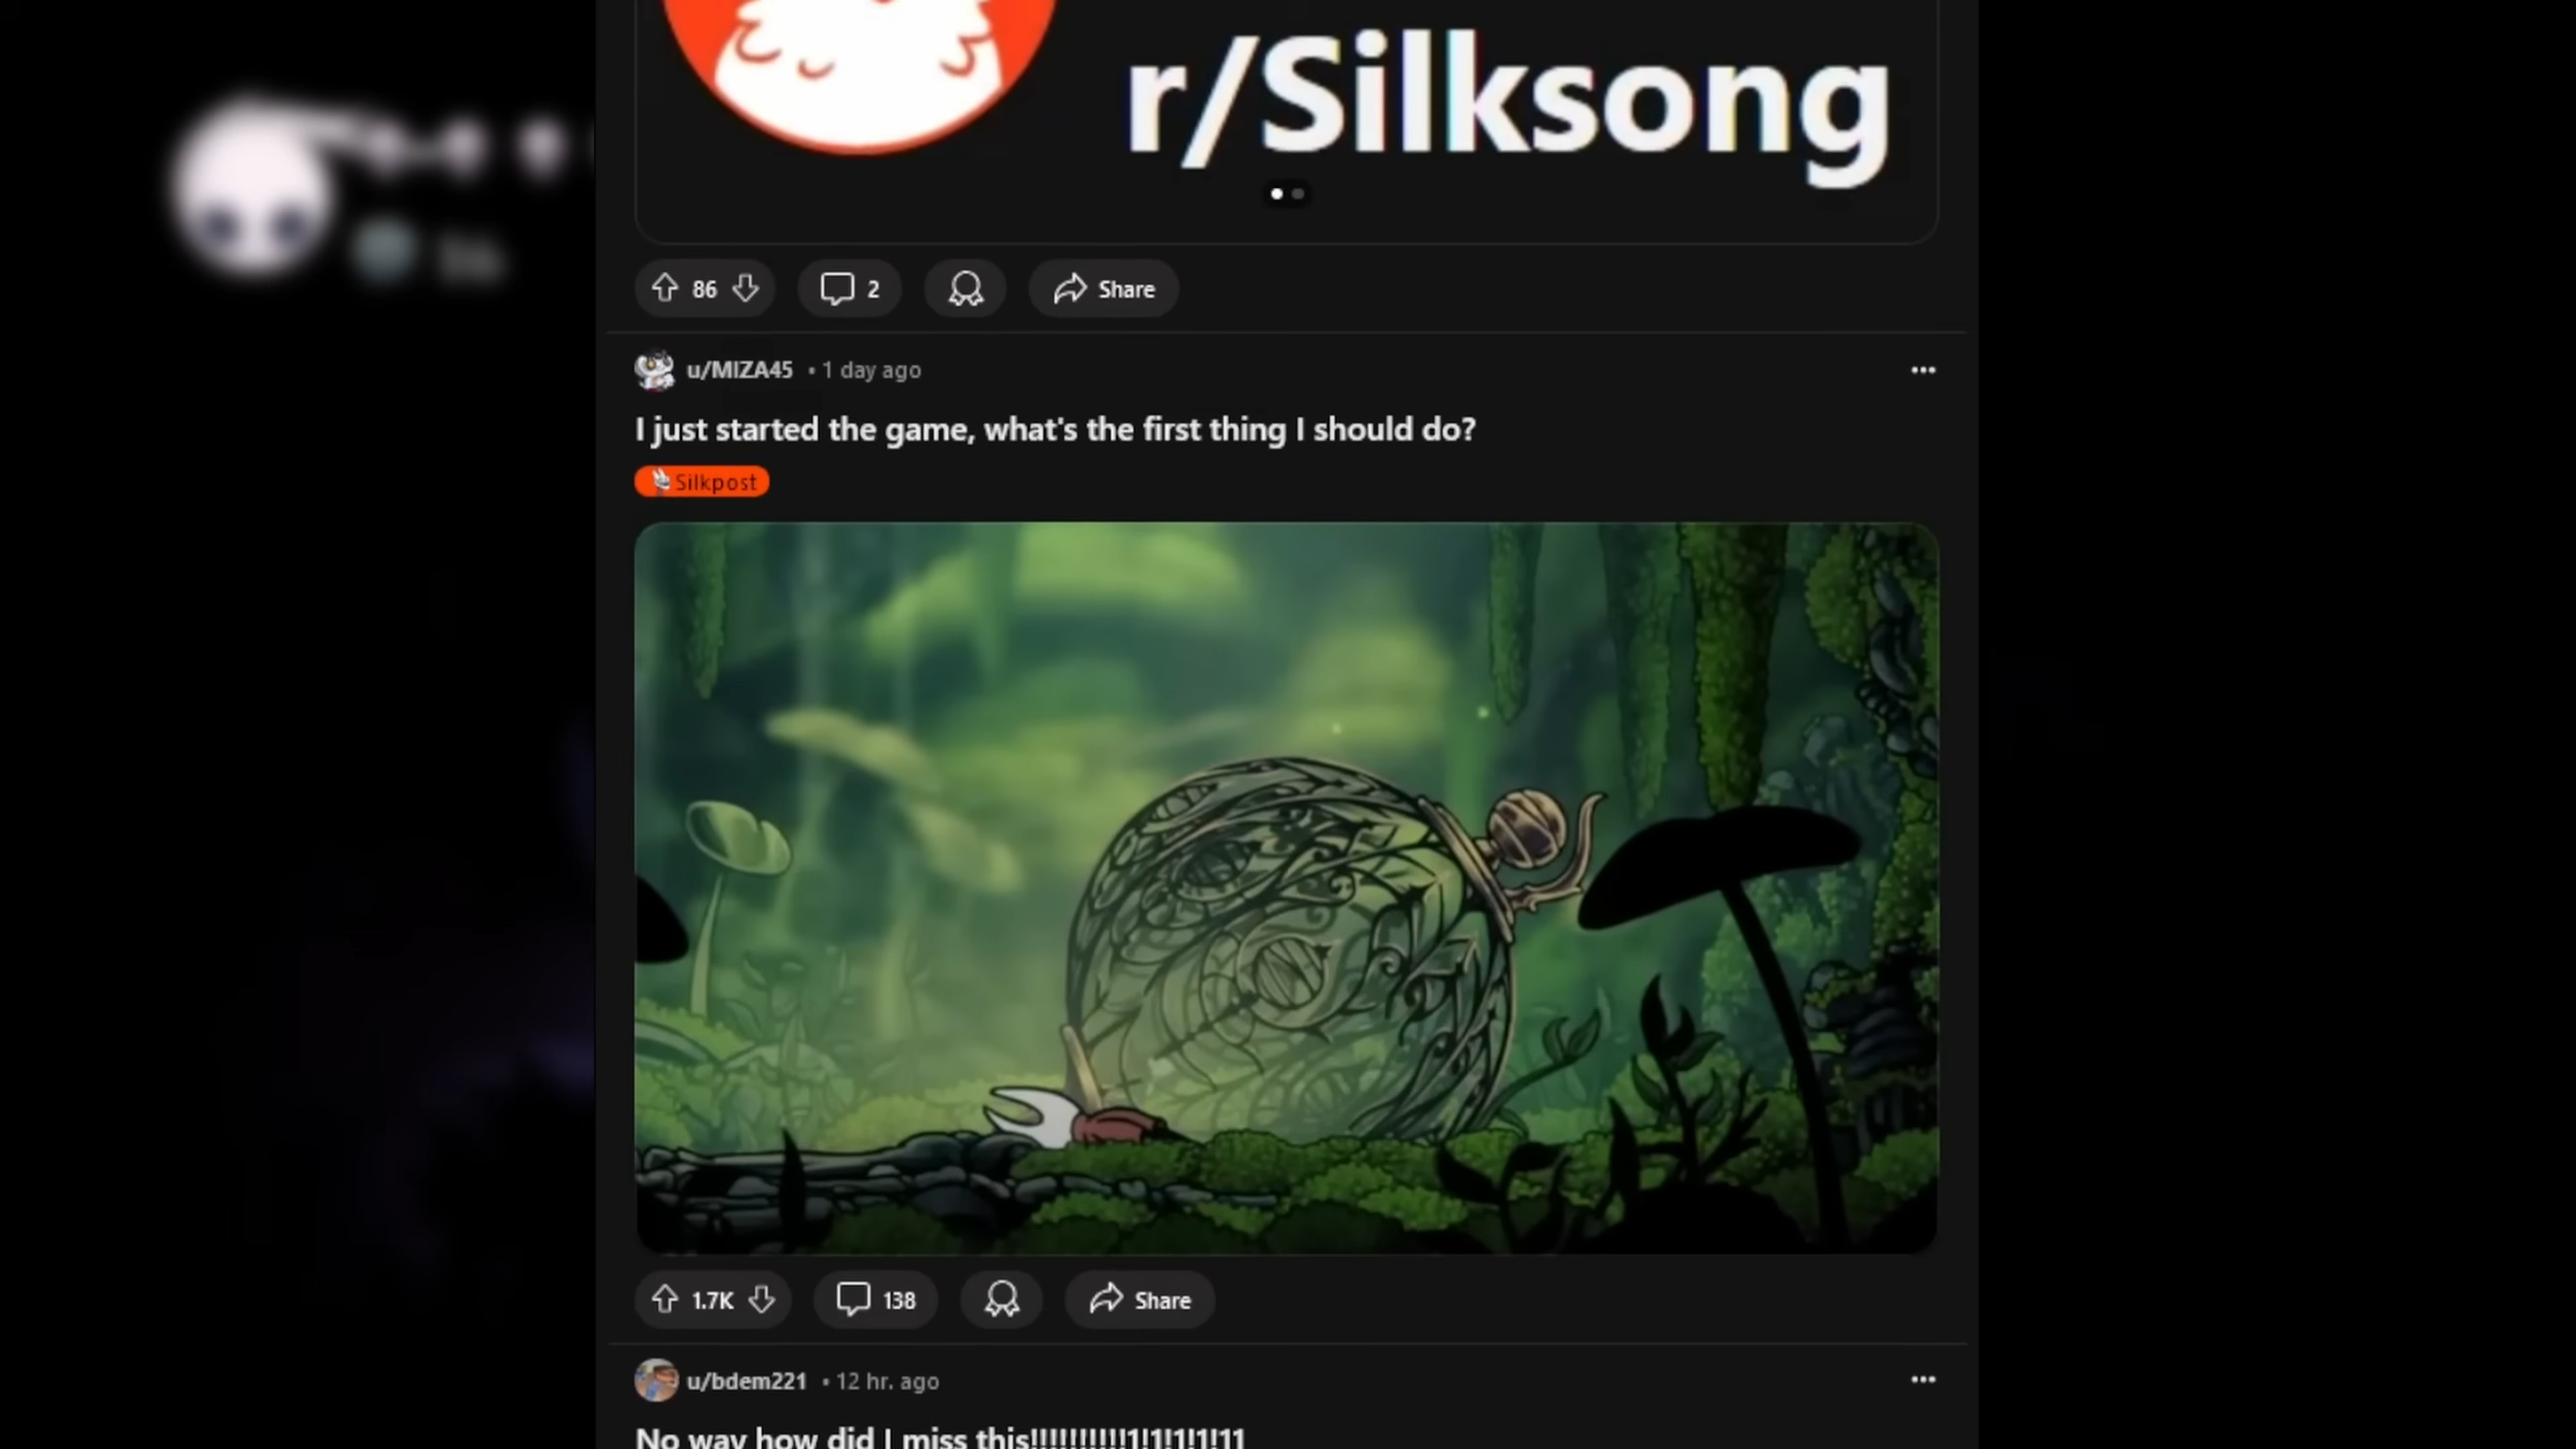 r/Silksong
86
2
Share
u/MIZA45 • 1 day ago
I just started the game, what's the first thing I should do?
Silkpost
1.7K
138
Share
u/bdem221 • 12 hr. ago
No way how did I miss this!!!!!!!!!!1!1!1!1!11